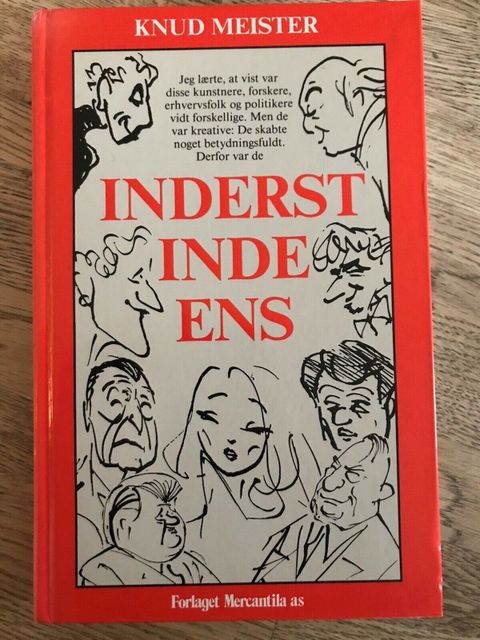 KNUD MEISTER
Jeg lærte, at vist var
disse kunstnere, forskere,
erhvervsfolk og politikere
vidt forskellige. Men de
var kreative: De skabte
noget betydningsfuldt.
Derfor var de
INDERST
INDE
ENS
Forlaget Mercantila as